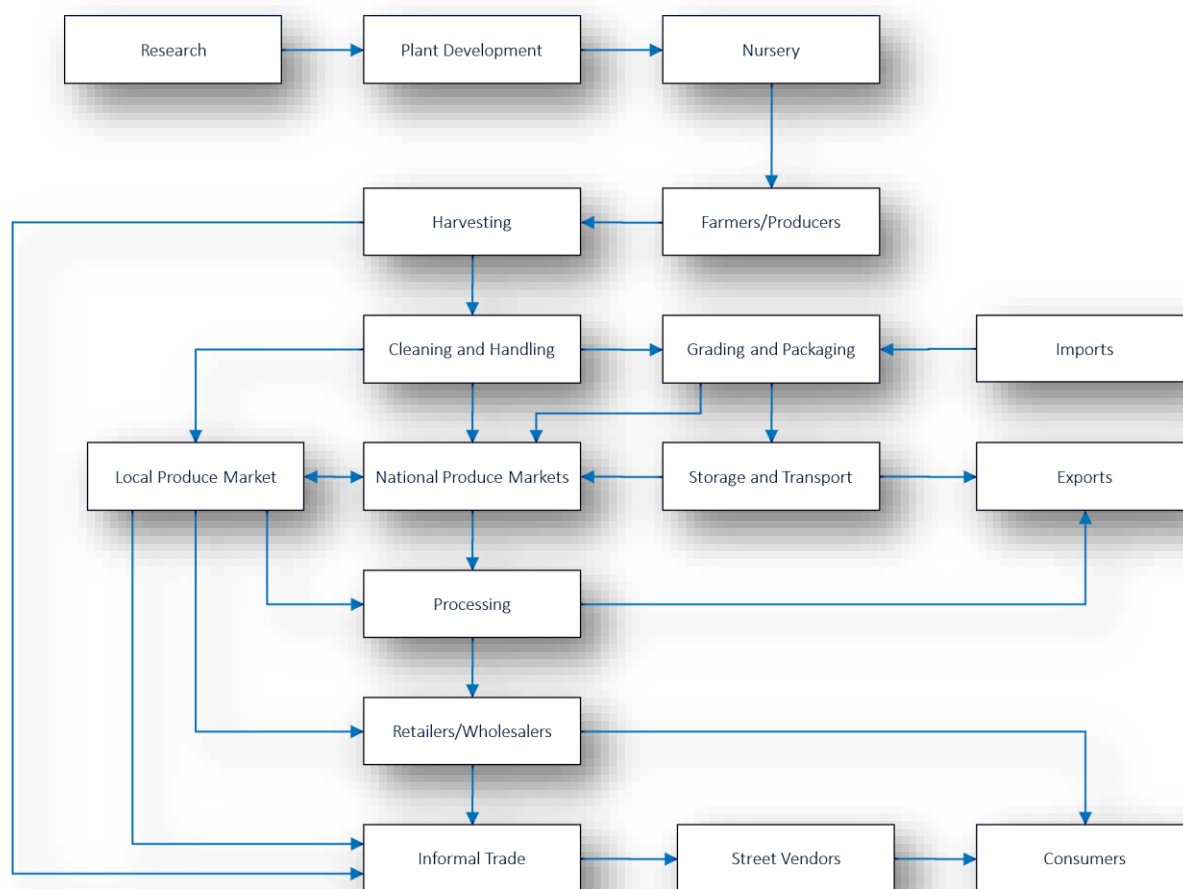 Research
Plant Development
Nursery
Harvesting
Farmers/Producers
Cleaning and Handling
Grading and Packaging
Imports
Local Produce Market
National Produce Markets
Storage and Transport
Exports
Processing
Retailers/Wholesalers
Informal Trade
Street Vendors
Consumers